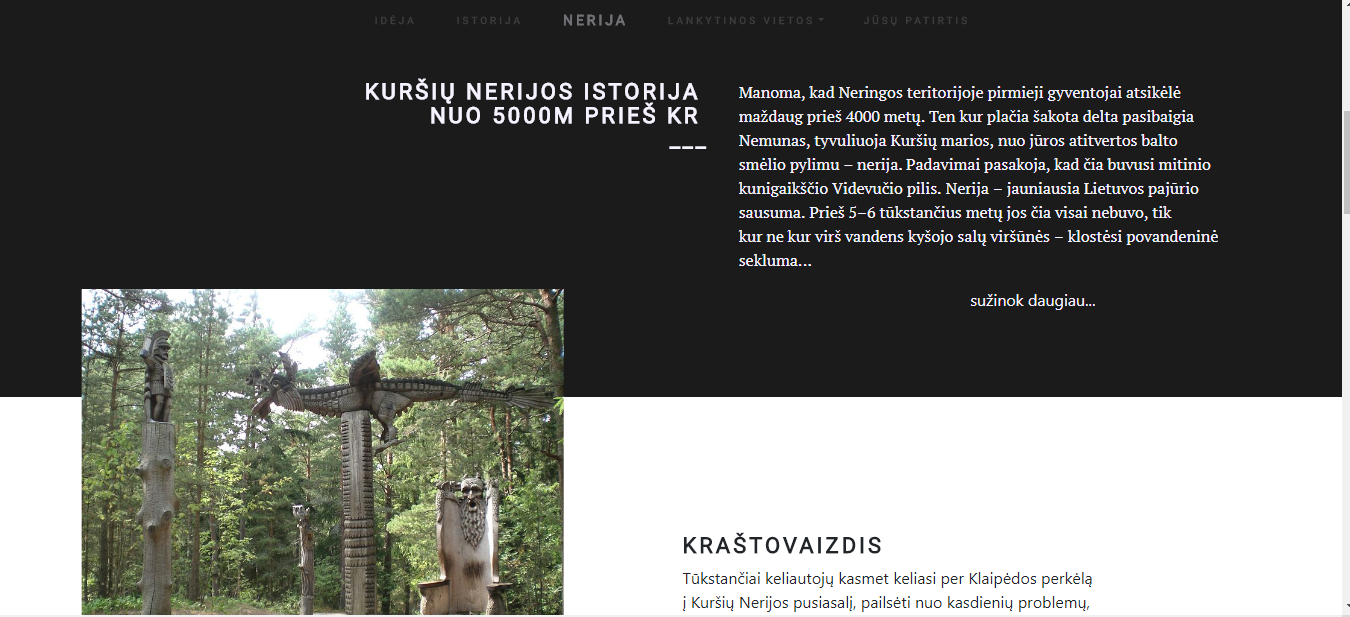 IDĖJA
ISTORIJA
NERIJA
LANKYTINOS VIETOS
JŪSŲ PATIRTIS
KURŠIŲ NERIJOS ISTORIJA
NUO 5000M PRIEŠ KR
Manoma, kad Neringos teritorijoje pirmieji gyventojai atsikėlė
maždaug prieš 4000 metų. Ten kur plačia šakota delta pasibaigia
Nemunas, tyvuliuoja Kuršių marios, nuo jūros atitvertos balto
smėlio pylimu – nerija. Padavimai pasakoja, kad čia buvusi mitinio
kunigaikščio Videvučio pilis. Nerija – jauniausia Lietuvos pajūrio
sausuma. Prieš 5–6 tūkstančius metų jos čia visai nebuvo, tik
kur ne kur virš vandens kyšojo salų viršūnės – klostėsi povandeninė
sekluma...
sužinok daugiau...
KRAŠTOVAIZDIS
Tūkstančiai keliautojų kasmet keliasi per Klaipėdos perkėlą
į Kuršių Nerijos pusiasalį, pailsėti nuo kasdienių problemų,